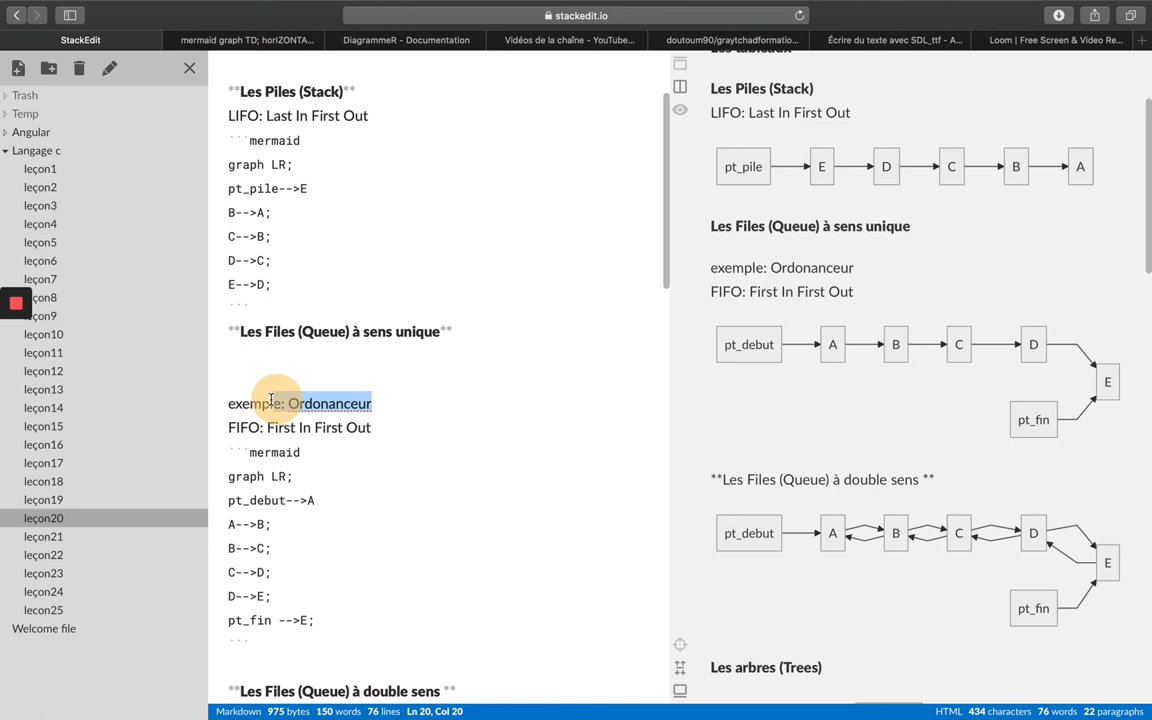 stackedit.io
StackEdit
mermaid graph TD; horIZONTA...
DiagrammeR - Documentation
Vidéos de la chaîne - YouTube...
doutoum90/graytchadformatio...
Écrire du texte avec SDL_ttf - A...
Loom | Free Screen & Video Re...
Trash
Temp
Angular
Langage c
leçon1
leçon2
leçon3
leçon4
leçon5
leçon6
leçon7
çon8
çon9
leçon10
leçon11
leçon12
leçon13
leçon14
leçon15
leçon16
leçon17
leçon18
leçon19
leçon20
leçon21
leçon22
leçon23
leçon24
lecon25
Welcome file
**Les Piles (Stack)**
LIFO: Last In First Out
```mermaid
graph LR;
pt_pile-->E
B-->A;
C-->B;
D-->C;
E-->D;
```
**Les Files (Queue) à sens unique**
exemple: Ordonanceur
FIFO: First In First Out
```mermaid
graph LR;
pt_debut-->A
A-->B;
B-->C;
C-->D;
D-->E;
pt_fin -->E;
```
**Les Files (Queue) à double sens **
Les tableaux
Les Piles (Stack)
LIFO: Last In First Out
pt_pile E D C B A
Les Files (Queue) à sens unique
exemple: Ordonanceur
FIFO: First In First Out
pt_debut A B C D
E
pt_fin
**Les Files (Queue) à double sens **
pt_debut A B C D
E
pt_fin
Les arbres (Trees)
Markdown 975 bytes 150 words 76 lines Ln 20, Col 20
HTML 434 characters 76 words 22 paragraphs